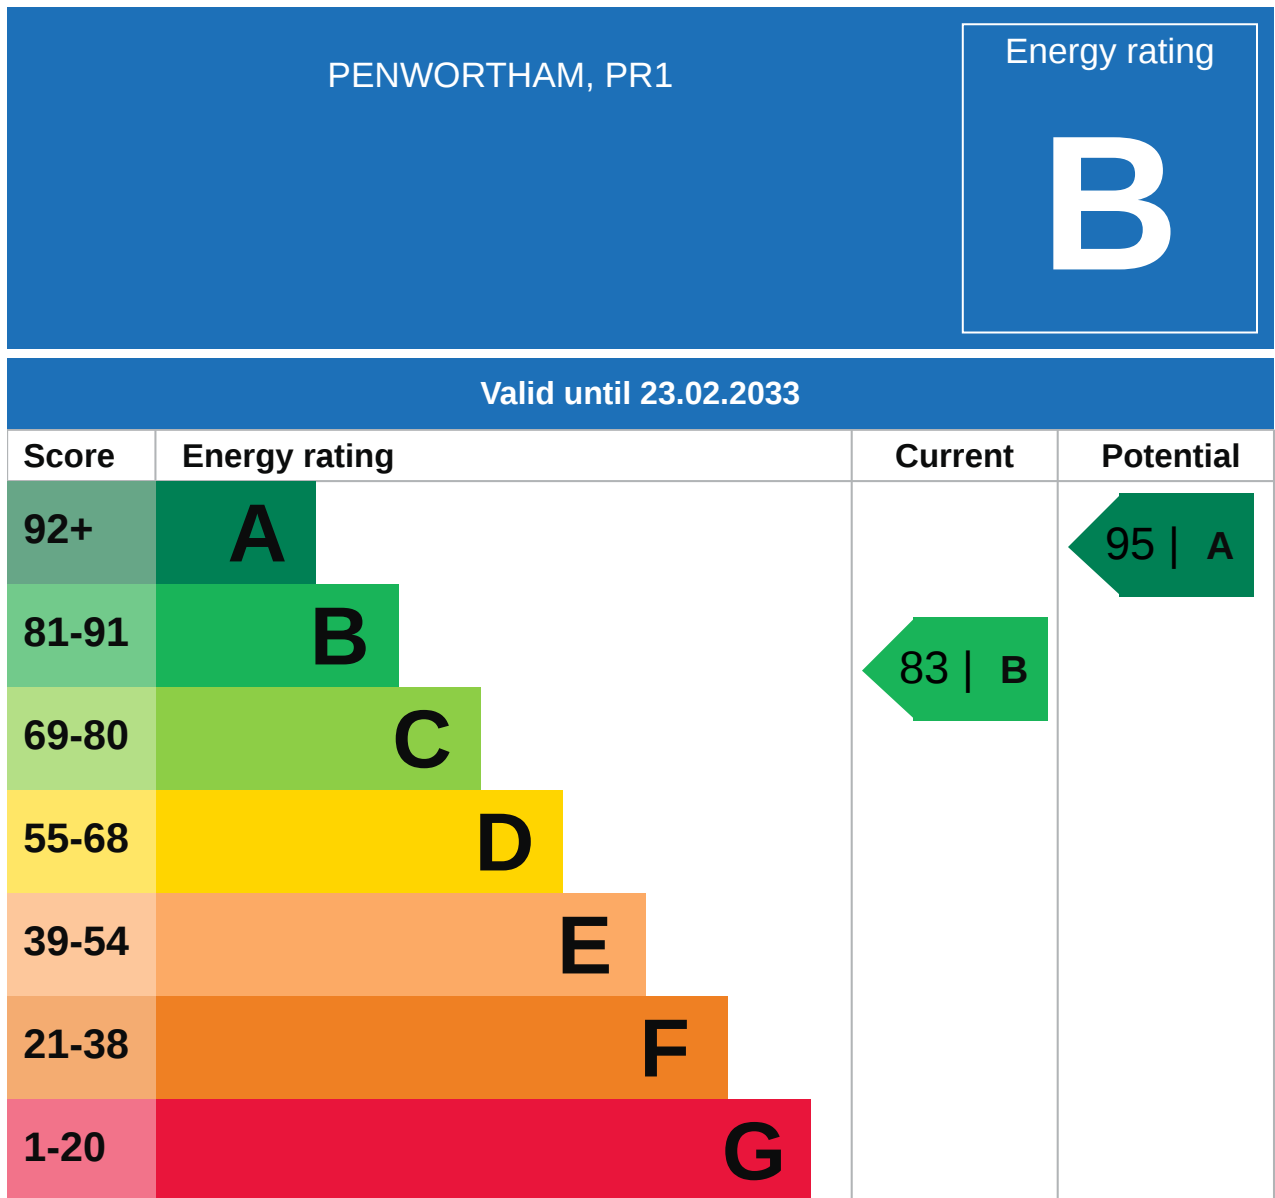 PENWORTHAM, PR1
Energy rating
B
Valid until 23.02.2033
Score Energy rating Current Potential
92+ A 95 | A
81-91 B 83 | B
69-80 C
55-68 D
39-54 E
21-38 F
1-20 G